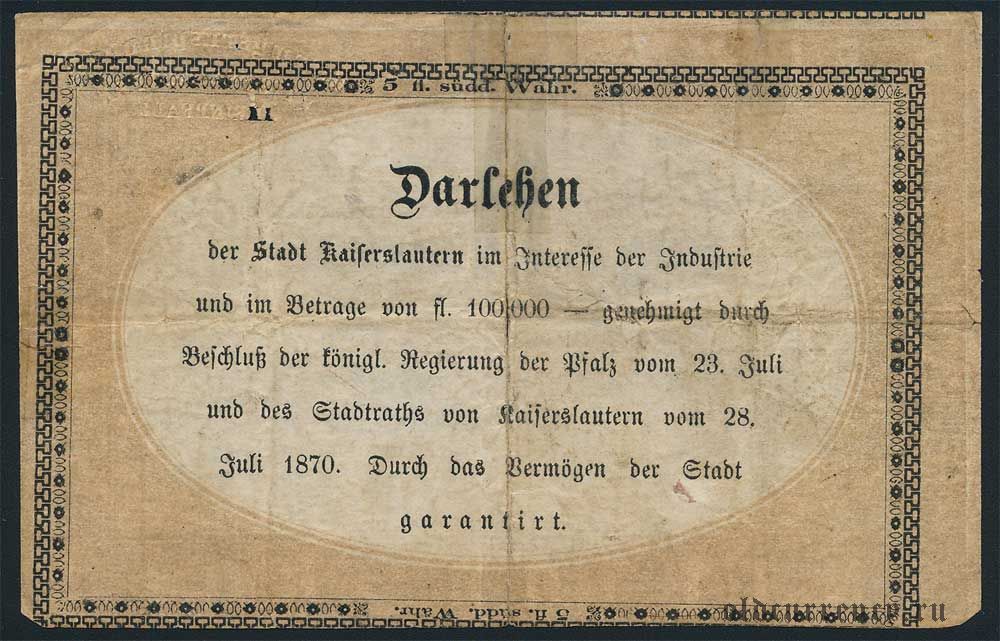 5 fl. südd. Währ.
11
Darlehen
der Stadt Kaiserslautern im Interesse der Industrie
und im Betrage von fl. 100,000 — genehmigt durch
Beschluß der königl. Regierung der Pfalz vom 23. Juli
und des Stadtraths von Kaiserslautern vom 28.
Juli 1870. Durch das Vermögen der Stadt
garantirt.
5 fl. südd. Währ.
oldcurrency.ru